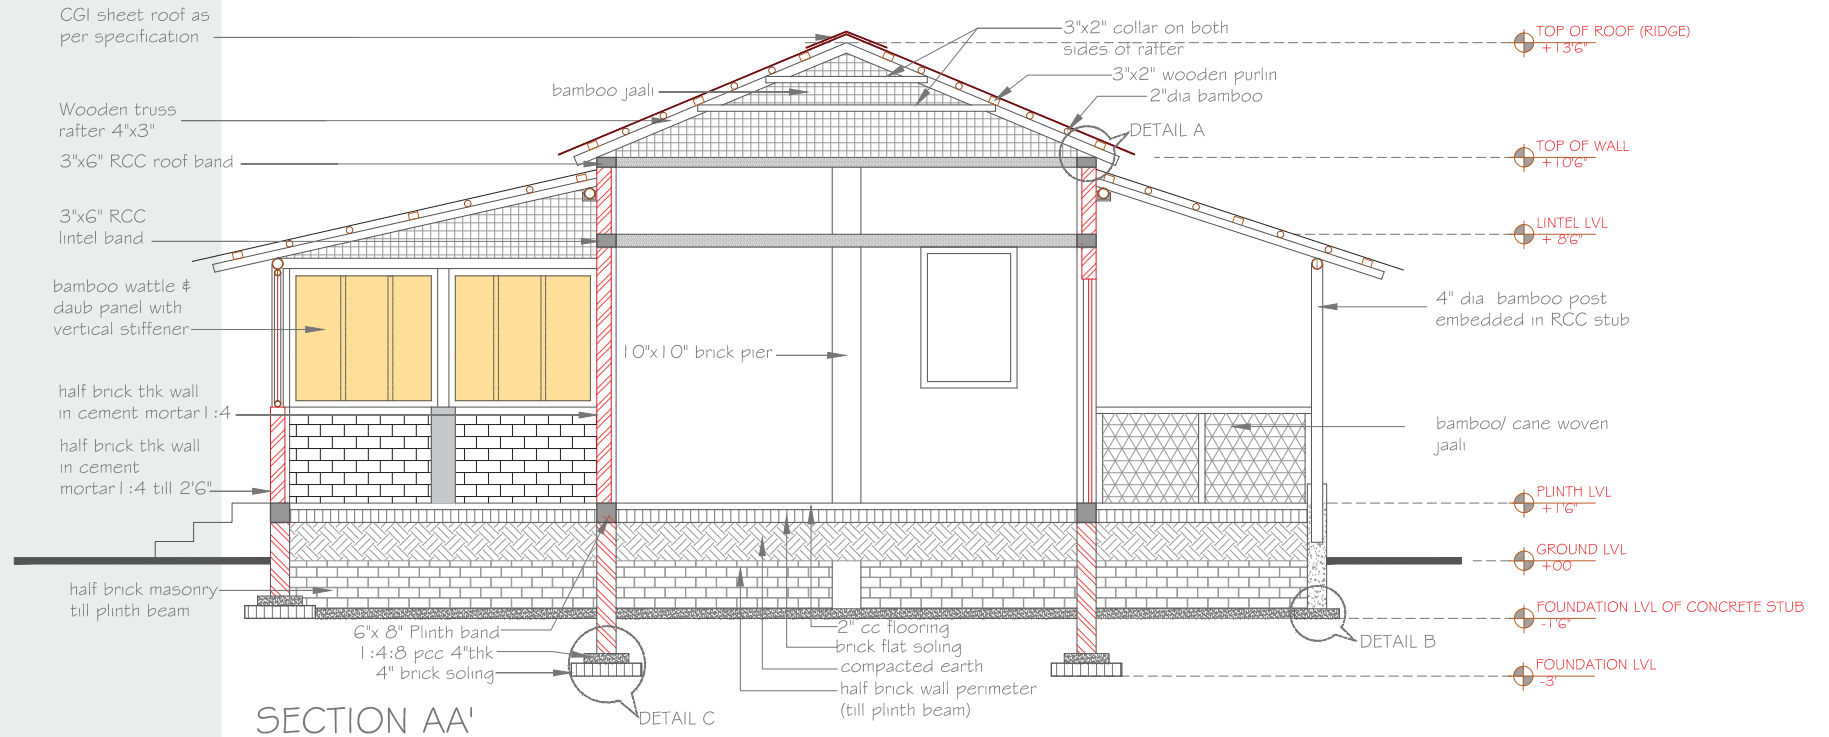 CGI sheet roof as
per specification
Wooden truss
rafter 4"x3"
3"x6" RCC roof band
3"x6" RCC
lintel band
bamboo wattle &
daub panel with
vertical stiffener
half brick thk wall
in cement mortar1:4
half brick thk wall
in cement
mortar1:4 till 2'6"
half brick masonry
till plinth beam
bamboo jaali
3"x2" collar on both
sides of rafter
3"x2" wooden purlin
2"dia bamboo
DETAIL A
10"x10" brick pier
4" dia bamboo post
embedded in RCC stub
bamboo/ cane woven
jaali
6"x 8" Plinth band
1:4:8 pcc 4"thk
4" brick soling
2" cc flooring
brick flat soling
compacted earth
half brick wall perimeter
(till plinth beam)
DETAIL B
DETAIL C
SECTION AA'
TOP OF ROOF (RIDGE)
+13'6"
TOP OF WALL
+10'6"
LINTEL LVL
+ 8'6"
PLINTH LVL
+1'6"
GROUND LVL
+00
FOUNDATION LVL OF CONCRETE STUB
-1'6"
FOUNDATION LVL
-3'